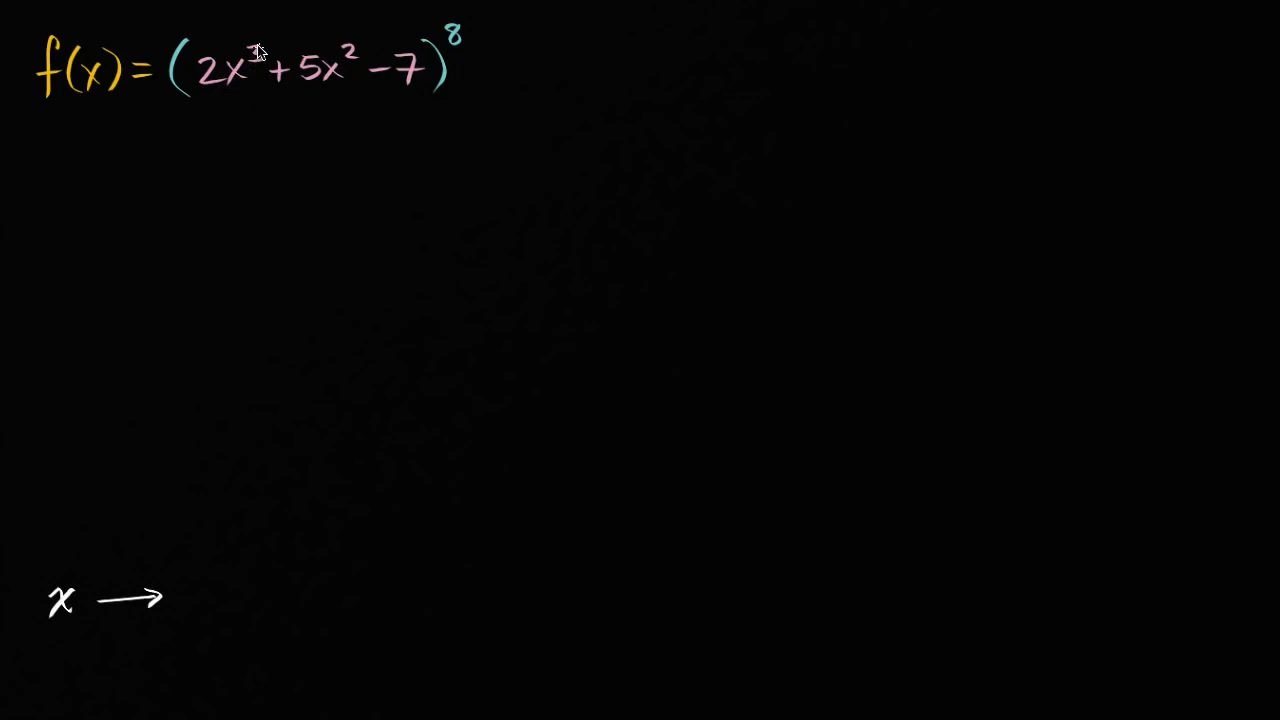 f(x) = (2x³ + 5x² - 7)⁸
x →